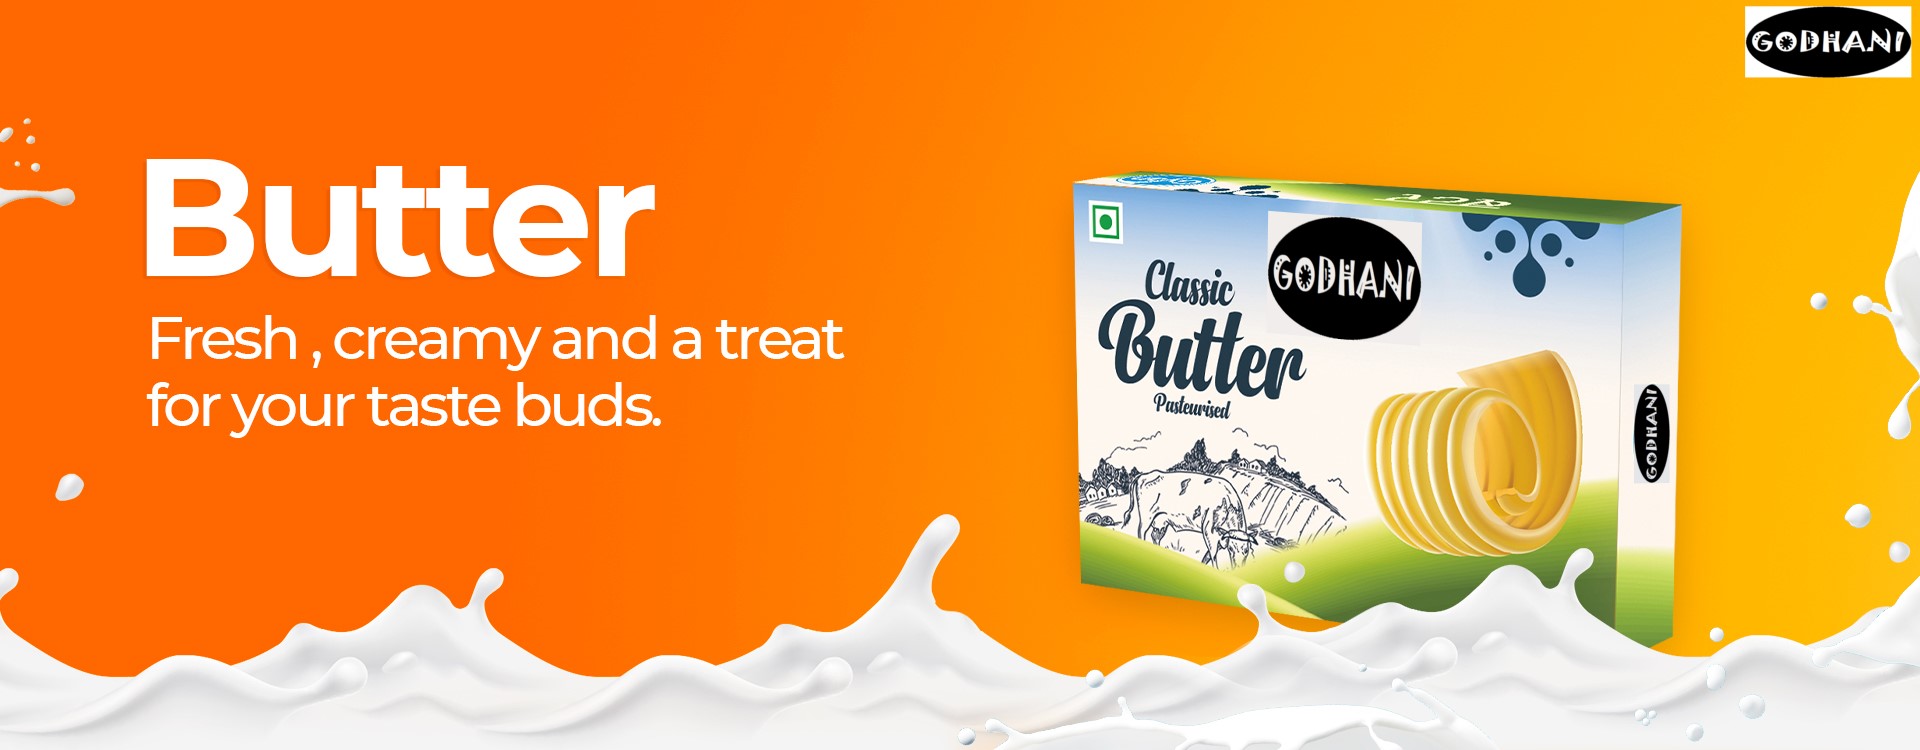 GODHANI
Butter
Fresh , creamy and a treat
for your taste buds.
GODHANI
Classic
Butter
Pasteurised
GODHANI